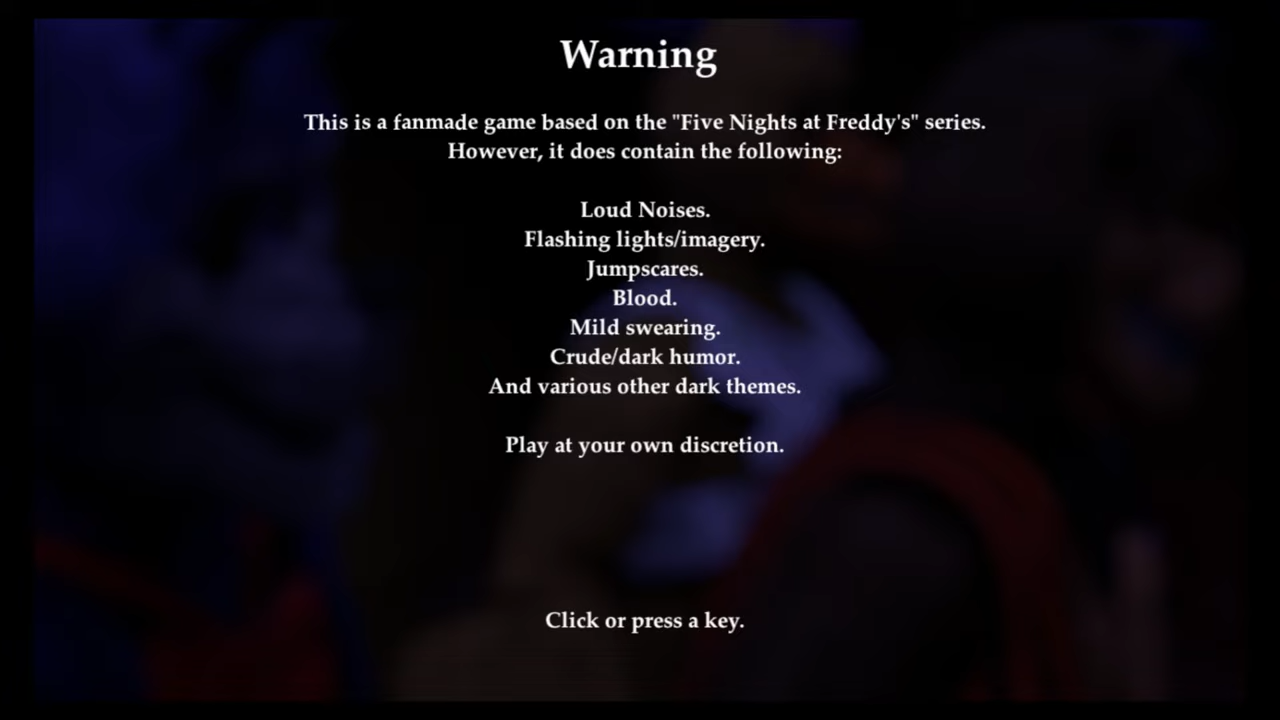 Warning
This is a fanmade game based on the "Five Nights at Freddy's" series.
However, it does contain the following:
Loud Noises.
Flashing lights/imagery.
Jumpscares.
Blood.
Mild swearing.
Crude/dark humor.
And various other dark themes.
Play at your own discretion.
Click or press a key.